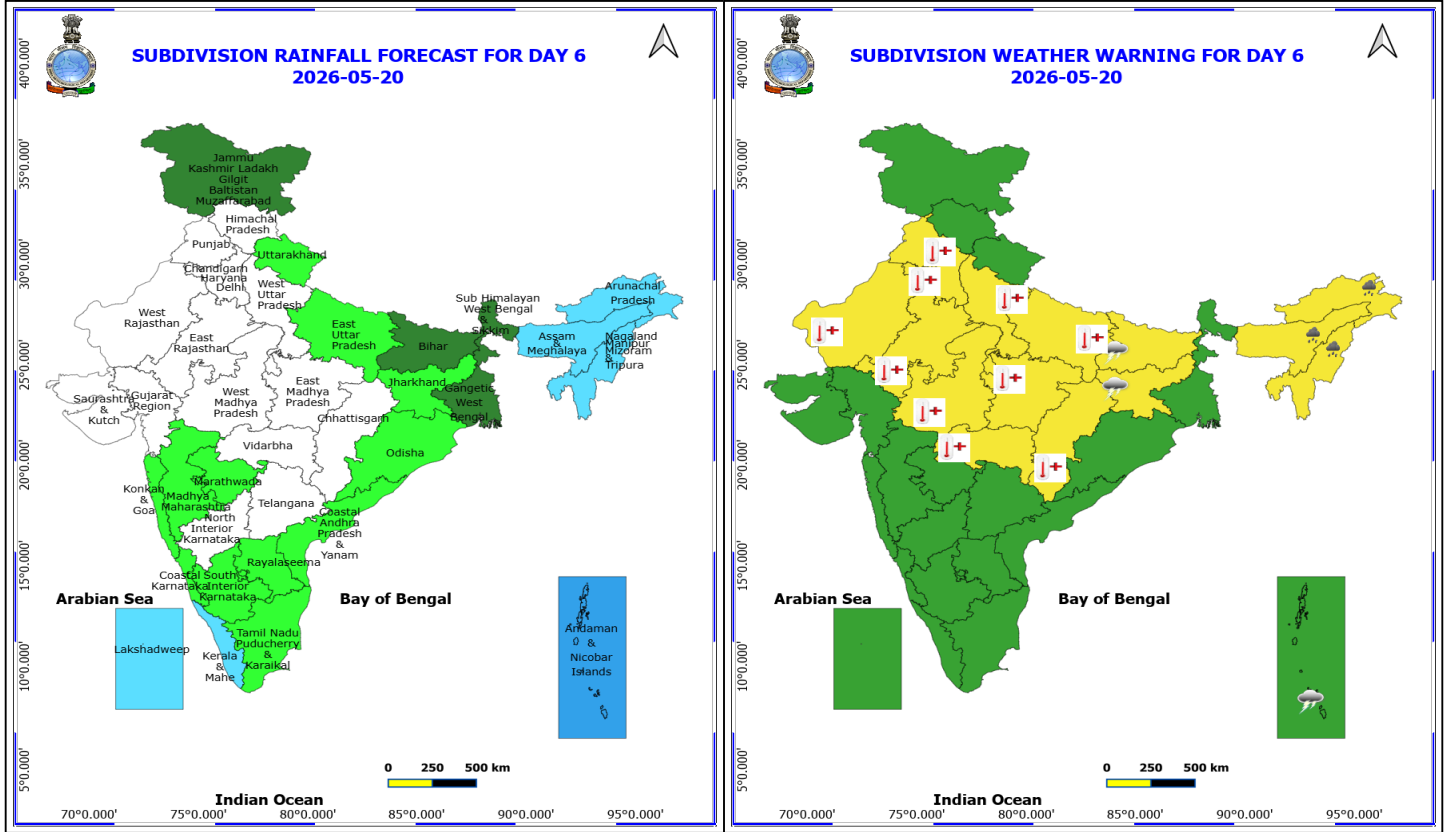 SUBDIVISION RAINFALL FORECAST FOR DAY 6
2026-05-20
40°0.000'
35°0.000'
30°0.000'
25°0.000'
20°0.000'
15°0.000'
10°0.000'
5°0.000'
Jammu
Kashmir Ladakh
Gilgit
Baltistan
Muzaffarabad
Himachal
Pradesh
Punjab
Uttarakhand
Chandigarh
Haryana
Delhi
West
Uttar
Pradesh
West
Rajasthan
East
Rajasthan
East
Uttar
Pradesh
Bihar
Sub Himalayan
West Bengal
&
Sikkim
Arunachal
Pradesh
Assam
&
Meghalaya
Nagaland
Manipur
Mizoram
&
Tripura
Jharkhand
Gangetic
West
Bengal
Saurashtra
&
Kutch
Gujarat
Region
West
Madhya
Pradesh
East
Madhya
Pradesh
Chhattisgarh
Vidarbha
Odisha
Konkan
&
Goa
Madhya
Maharashtra
Marathwada
Telangana
North
Interior
Karnataka
Coastal
Andhra
Pradesh
&
Yanam
Rayalaseema
Coastal
Karnataka
South
Interior
Karnataka
Arabian Sea
Bay of Bengal
Lakshadweep
Kerala
&
Mahe
Tamil Nadu
Puducherry
&
Karaikal
Andaman
&
Nicobar
Islands
0 250 500 km
Indian Ocean
70°0.000' 75°0.000' 80°0.000' 85°0.000' 90°0.000' 95°0.000'
SUBDIVISION WEATHER WARNING FOR DAY 6
2026-05-20
40°0.000'
35°0.000'
30°0.000'
25°0.000'
20°0.000'
15°0.000'
10°0.000'
5°0.000'
Arabian Sea
Bay of Bengal
0 250 500 km
Indian Ocean
70°0.000' 75°0.000' 80°0.000' 85°0.000' 90°0.000' 95°0.000'